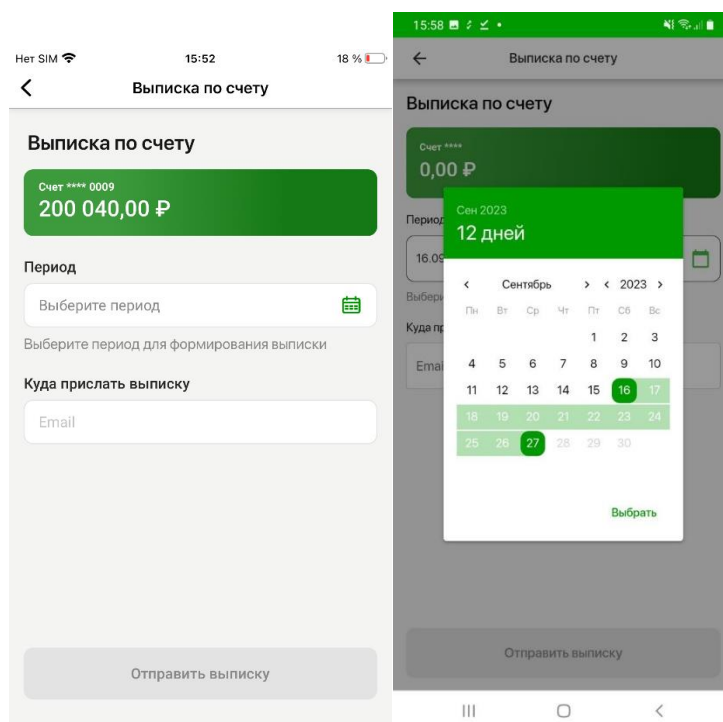 Нет SIM 15:52 18 %
Выписка по счету
Выписка по счету
Счет **** 0009
200 040,00 ₽
Период
Выберите период
Выберите период для формирования выписки
Куда прислать выписку
Email
Отправить выписку
15:58
Выписка по счету
Выписка по счету
Счет ****
0,00 ₽
Период
16.09
Выбери
Куда пр
Email
Сен 2023
12 дней
Сентябрь 2023
Пн Вт Ср Чт Пт Сб Вс
1 2 3
4 5 6 7 8 9 10
11 12 13 14 15 16 17
18 19 20 21 22 23 24
25 26 27 28 29 30
Выбрать
Отправить выписку